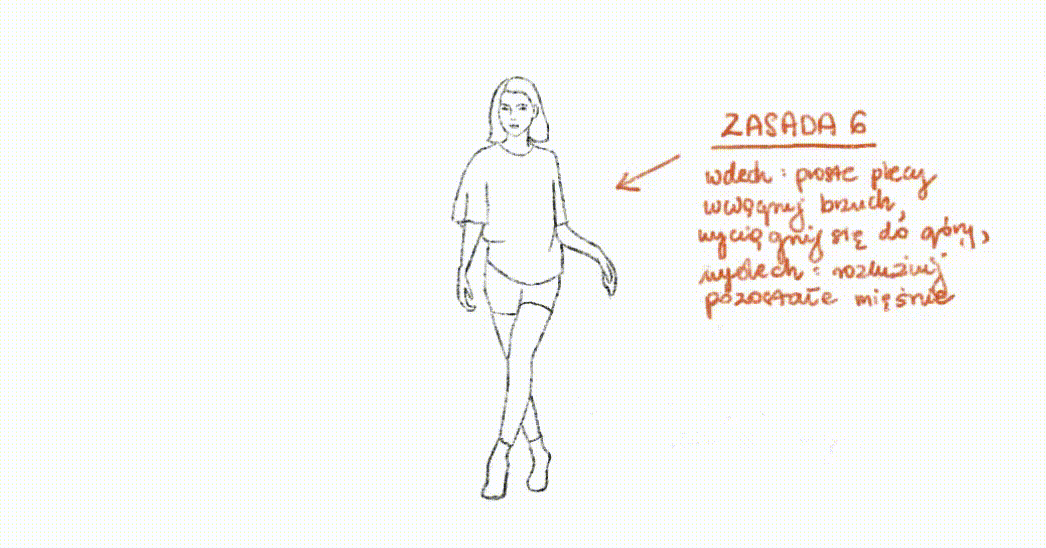 ZASADA 6
wdech: proste plecy
wciągnij brzuch,
wyciągnij się do góry,
wydech: rozluźnij
pozostałe mięśnie